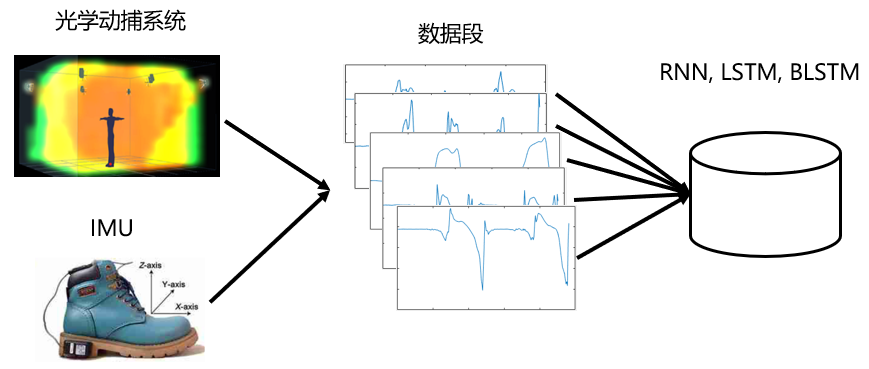 光学动捕系统
数据段
RNN, LSTM, BLSTM
IMU
Z-axis
Y-axis
X-axis